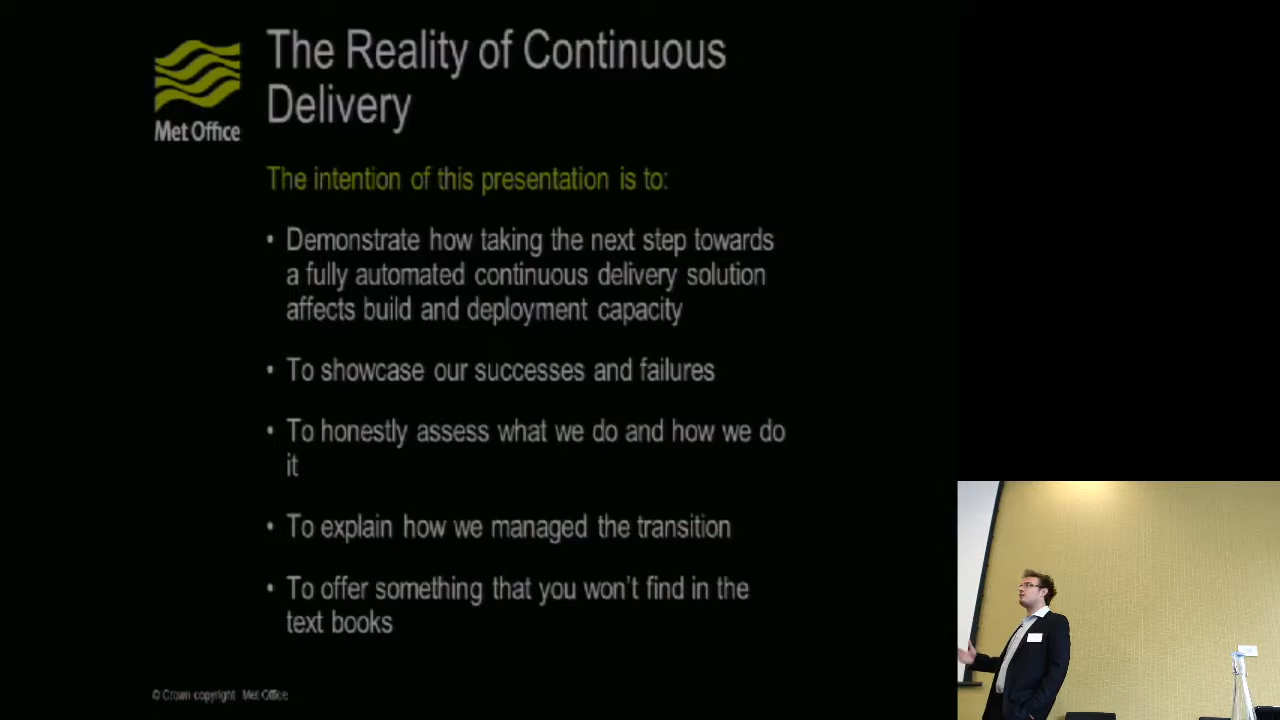 The Reality of Continuous
Delivery
Met Office
The intention of this presentation is to:
• Demonstrate how taking the next step towards
a fully automated continuous delivery solution
affects build and deployment capacity
• To showcase our successes and failures
• To honestly assess what we do and how we do
it
• To explain how we managed the transition
• To offer something that you won't find in the
text books
© Crown copyright Met Office